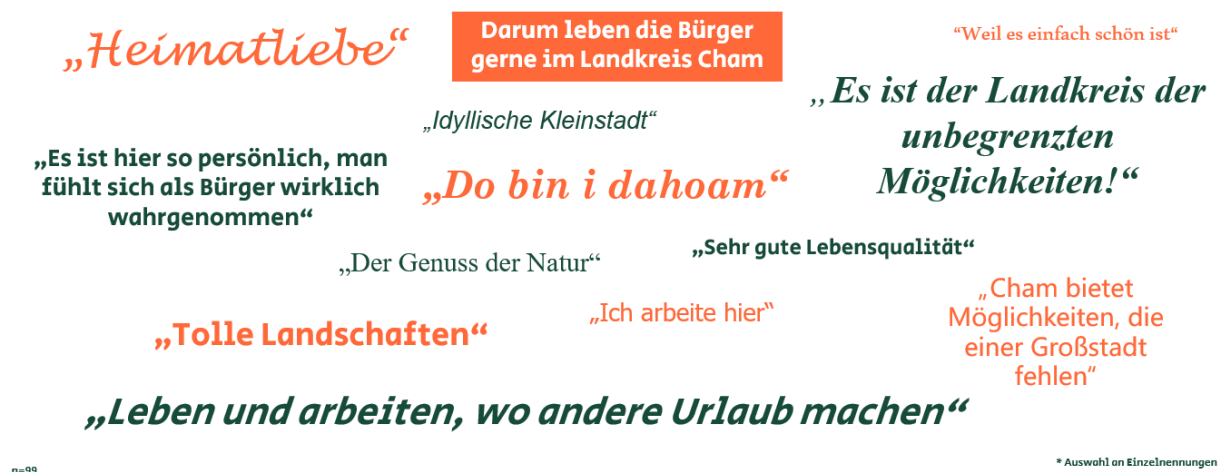 „Heimatliebe“
Darum leben die Bürger
gerne im Landkreis Cham
“Weil es einfach schön ist“
„Es ist der Landkreis der
unbegrenzten
Möglichkeiten!“
„Idyllische Kleinstadt“
„Es ist hier so persönlich, man
fühlt sich als Bürger wirklich
wahrgenommen“
„Do bin i dahoam“
„Sehr gute Lebensqualität“
„Der Genuss der Natur“
„Cham bietet
Möglichkeiten, die
einer Großstadt
fehlen“
„Ich arbeite hier“
„Tolle Landschaften“
„Leben und arbeiten, wo andere Urlaub machen“
* Auswahl an Einzelnennungen
n=99